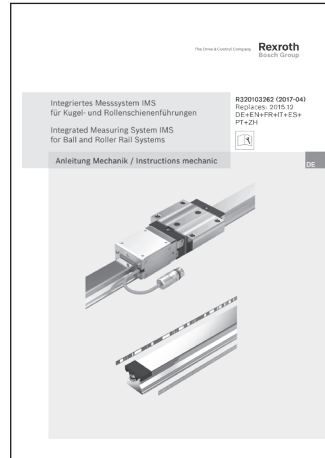 The Drive & Control Company
Rexroth
Bosch Group
Integriertes Messsystem IMS
für Kugel- und Rollenschienenführungen
Integrated Measuring System IMS
for Ball and Roller Rail Systems
R320103262 (2017-04)
Replaces: 2015.12
DE+EN+FR+IT+ES+
PT+ZH
Anleitung Mechanik / Instructions mechanic
DE